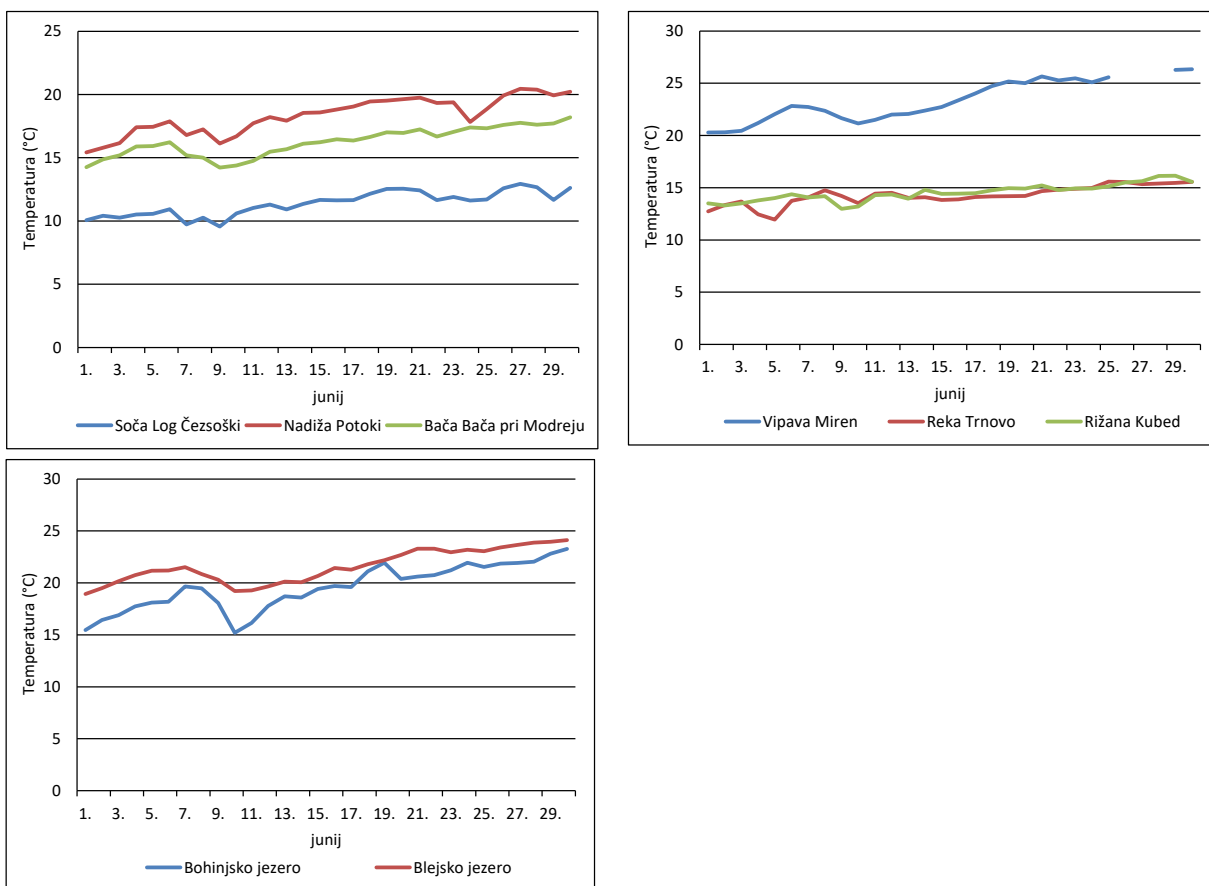 25
20
15
10
5
0
Temperatura (°C)
1. 3. 5. 7. 9. 11. 13. 15. 17. 19. 21. 23. 25. 27. 29.
junij
Soča Log Čezsoški Nadiža Potoki Bača Bača pri Modreju
30
25
20
15
10
5
0
Temperatura (°C)
1. 3. 5. 7. 9. 11. 13. 15. 17. 19. 21. 23. 25. 27. 29.
junij
Vipava Miren Reka Trnovo Rižana Kubed
30
25
20
15
10
5
0
Temperatura (°C)
1. 3. 5. 7. 9. 11. 13. 15. 17. 19. 21. 23. 25. 27. 29.
junij
Bohinjsko jezero Blejsko jezero